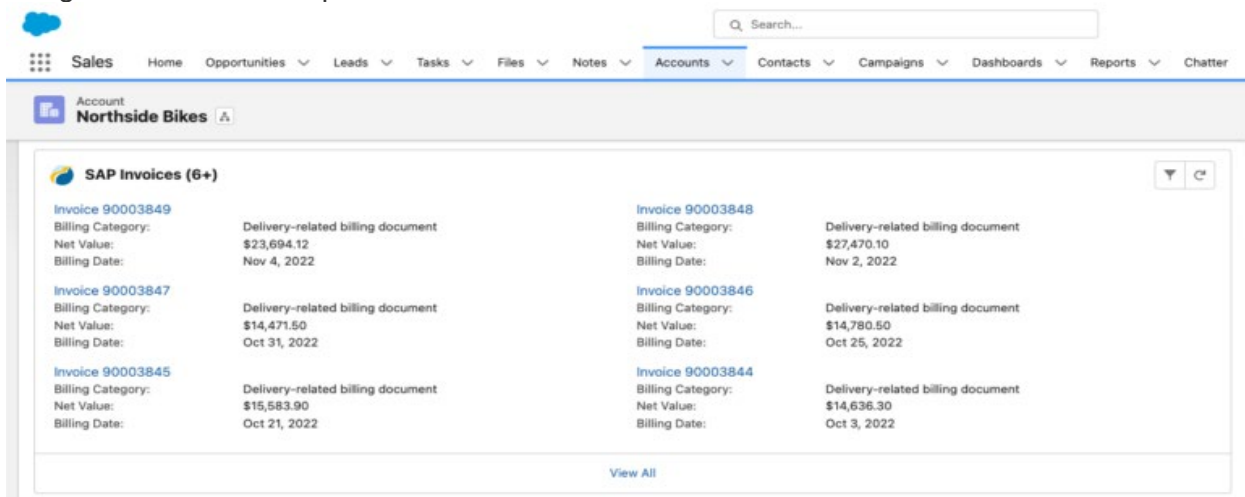 Search...
Sales Home Opportunities Leads Tasks Files Notes Accounts Contacts Campaigns Dashboards Reports Chatter
Account
Northside Bikes
SAP Invoices (6+)
Invoice 90003849 Invoice 90003848
Billing Category: Delivery-related billing document Billing Category: Delivery-related billing document
Net Value: $23,694.12 Net Value: $27,470.10
Billing Date: Nov 4, 2022 Billing Date: Nov 2, 2022
Invoice 90003847 Invoice 90003846
Billing Category: Delivery-related billing document Billing Category: Delivery-related billing document
Net Value: $14,471.50 Net Value: $14,780.50
Billing Date: Oct 31, 2022 Billing Date: Oct 25, 2022
Invoice 90003845 Invoice 90003844
Billing Category: Delivery-related billing document Billing Category: Delivery-related billing document
Net Value: $15,583.90 Net Value: $14,636.30
Billing Date: Oct 21, 2022 Billing Date: Oct 3, 2022
View All